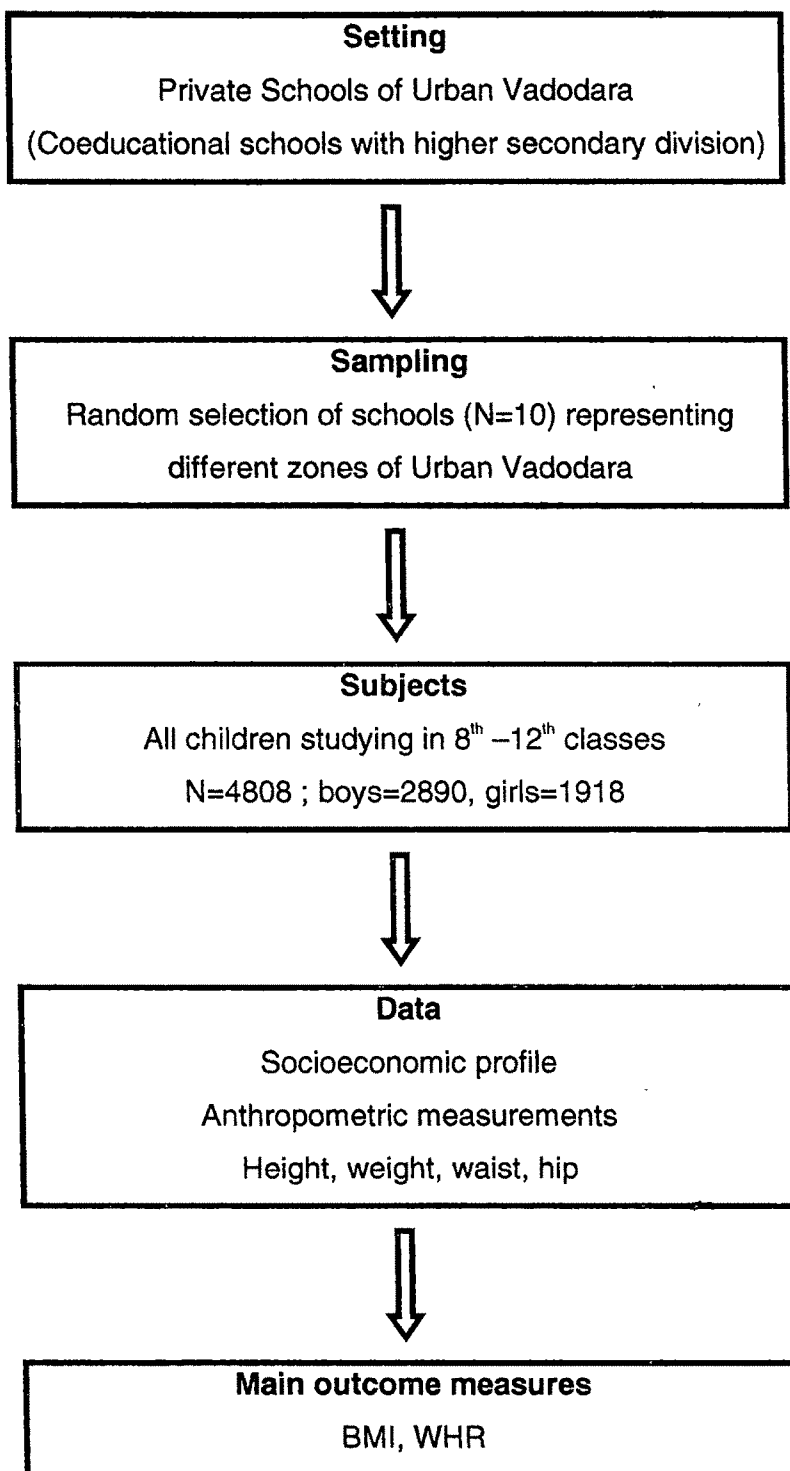 Setting
Private Schools of Urban Vadodara
(Coeducational schools with higher secondary division)
Sampling
Random selection of schools (N=10) representing
different zones of Urban Vadodara
Subjects
All children studying in 8th –12th classes
N=4808 ; boys=2890, girls=1918
Data
Socioeconomic profile
Anthropometric measurements
Height, weight, waist, hip
Main outcome measures
BMI, WHR